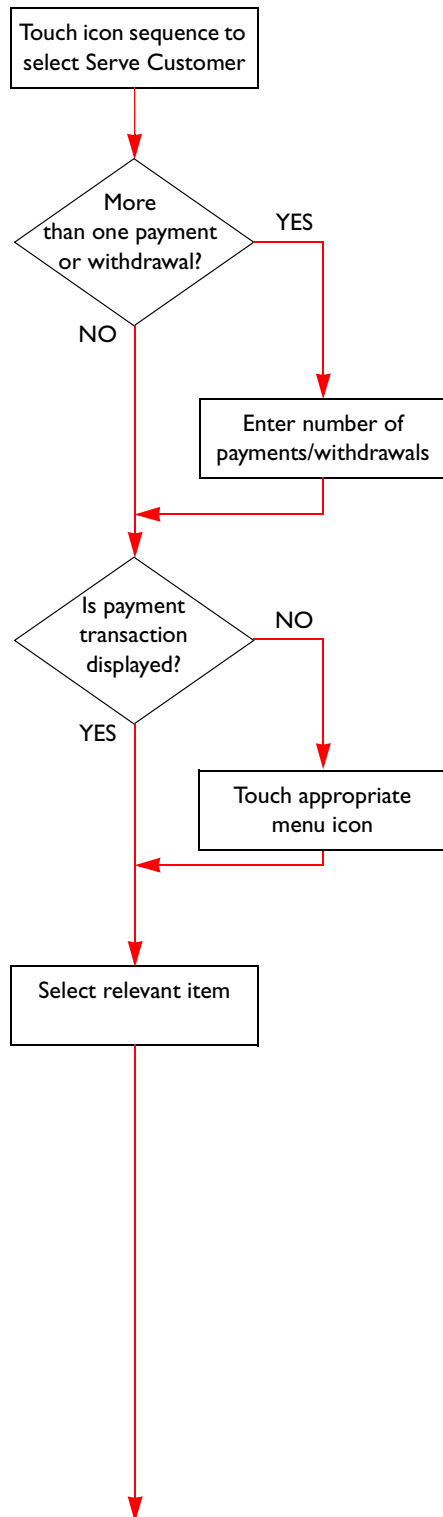 Touch icon sequence to
select Serve Customer
More
than one payment
or withdrawal?
YES
NO
Enter number of
payments/withdrawals
Is payment
transaction
displayed?
NO
YES
Touch appropriate
menu icon
Select relevant item